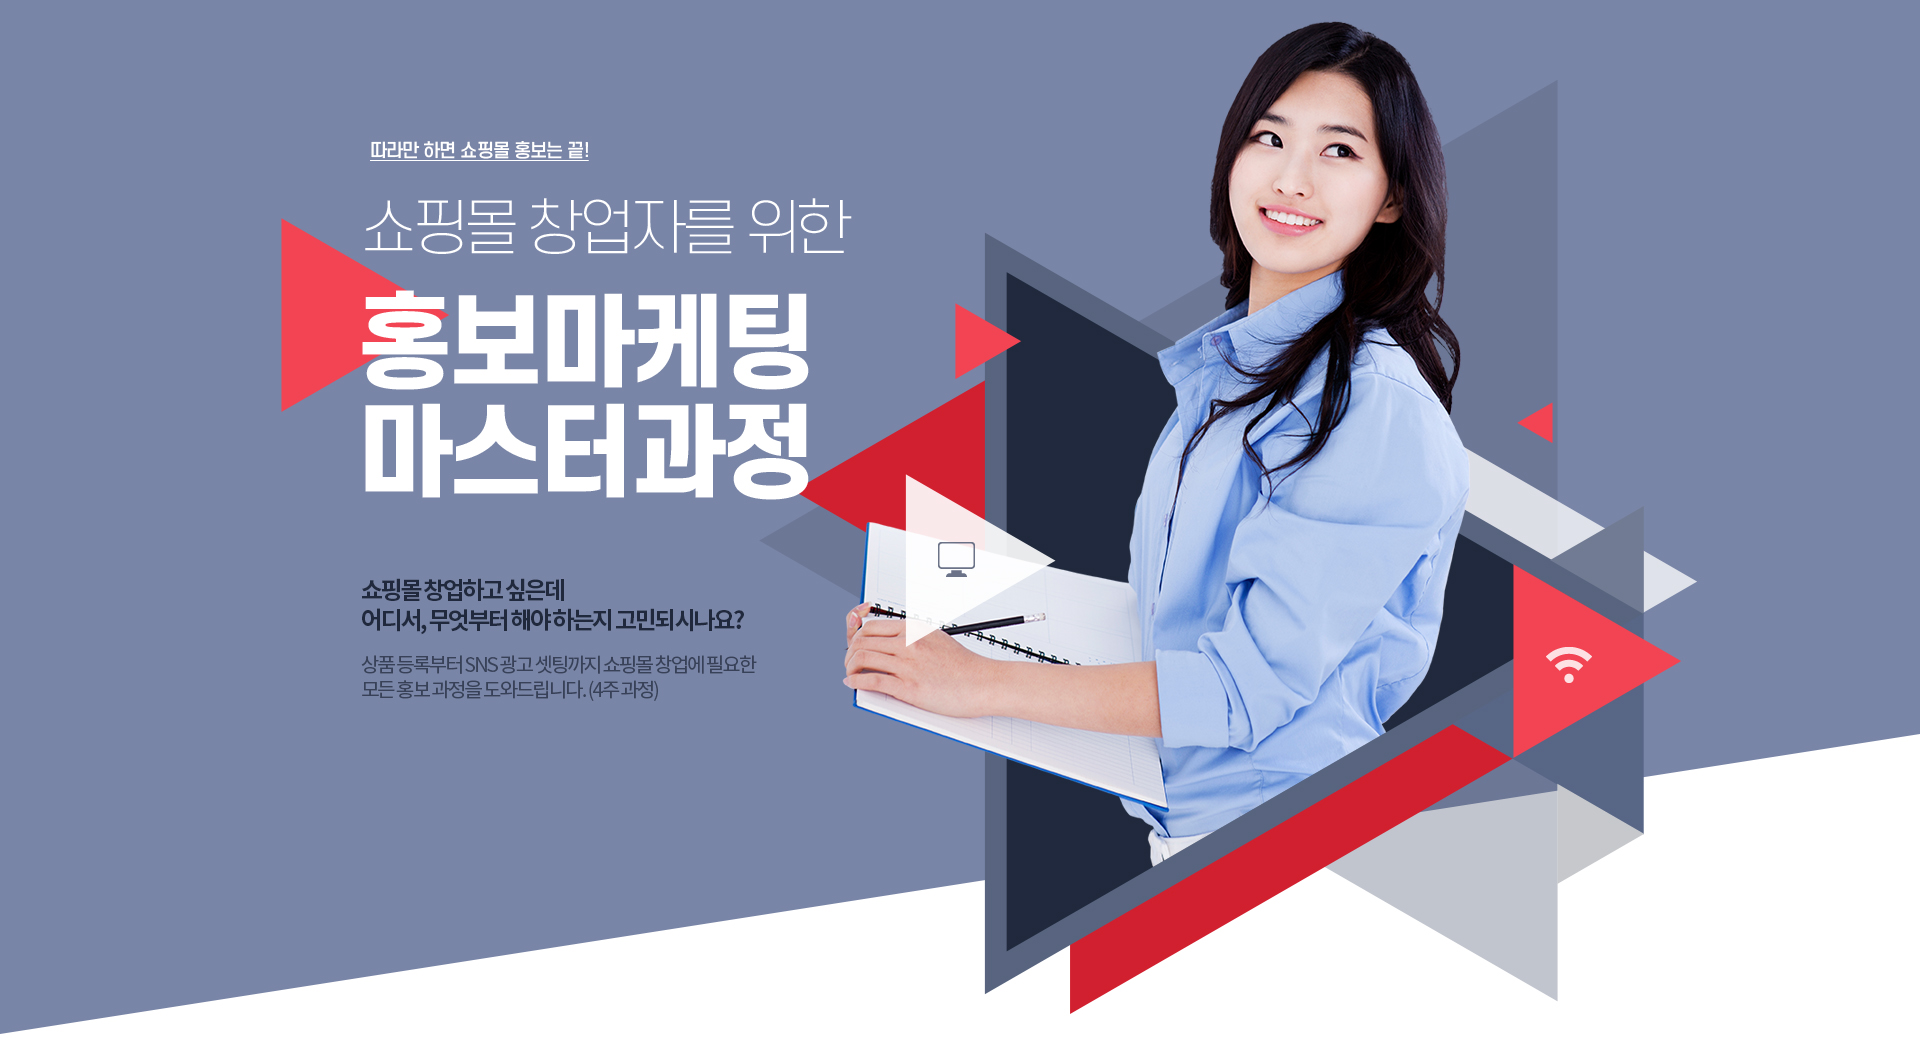 따라만 하면 쇼핑몰 홍보는 끝!
쇼핑몰 창업자를 위한
홍보마케팅
마스터과정
쇼핑몰 창업하고 싶은데
어디서, 무엇부터 해야 하는지 고민되시나요?
상품 등록부터 SNS 광고 셋팅까지 쇼핑몰 창업에 필요한
모든 홍보 과정을 도와드립니다. (4주 과정)